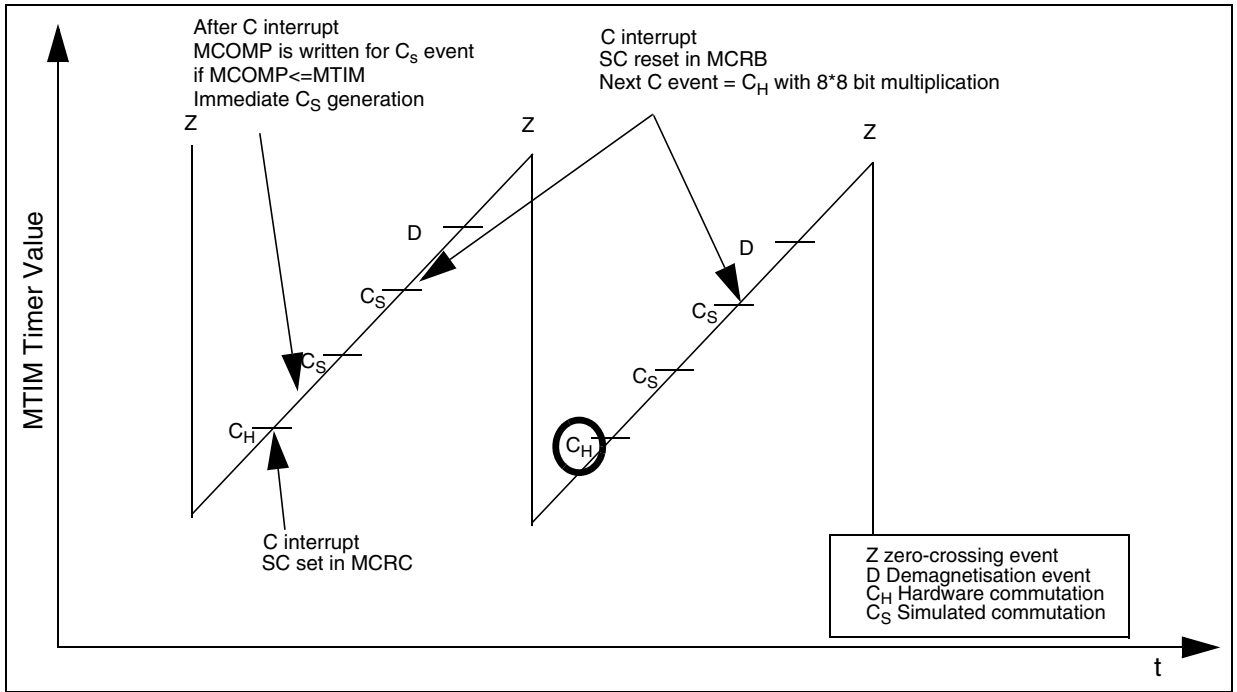 After C interrupt
MCOMP is written for Cs event
if MCOMP<=MTIM
Immediate CS generation
C interrupt
SC reset in MCRB
Next C event = CH with 8*8 bit multiplication
Z
Z
Z
MTIM Timer Value
D
D
CS
CS
CS
CS
CH
CH
C interrupt
SC set in MCRC
Z zero-crossing event
D Demagnetisation event
CH Hardware commutation
CS Simulated commutation
t